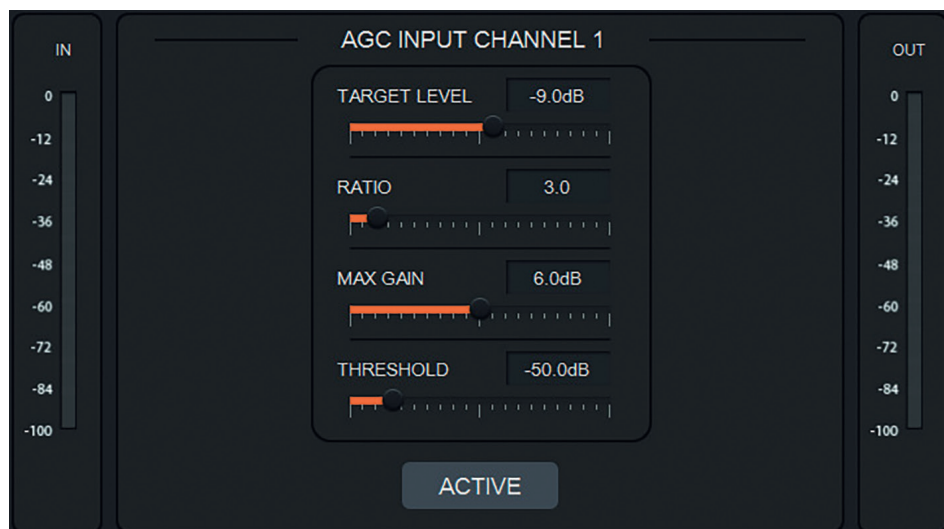 IN
0
-12
-24
-36
-48
-60
-72
-84
-100
AGC INPUT CHANNEL 1
TARGET LEVEL -9.0dB
RATIO 3.0
MAX GAIN 6.0dB
THRESHOLD -50.0dB
ACTIVE
OUT
0
-12
-24
-36
-48
-60
-72
-84
-100